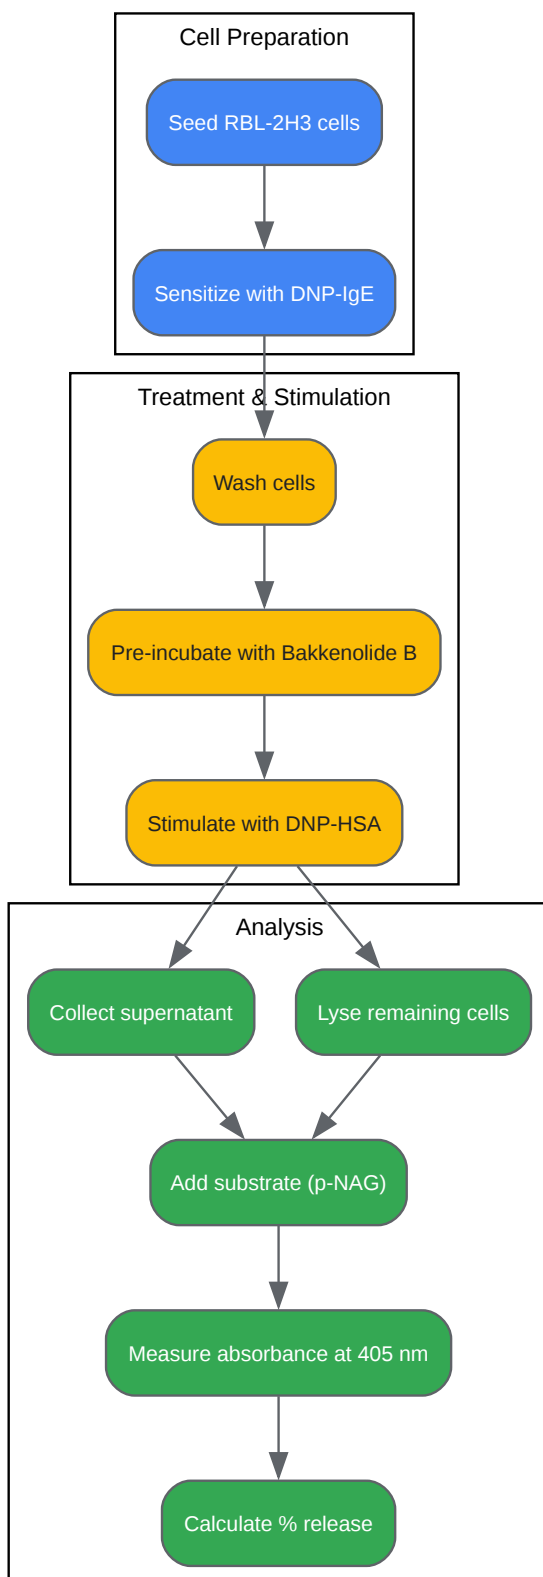 Cell Preparation
Seed RBL-2H3 cells
Sensitize with DNP-IgE
Treatment & Stimulation
Wash cells
Pre-incubate with Bakkenolide B
Stimulate with DNP-HSA
Analysis
Collect supernatant
Lyse remaining cells
Add substrate (p-NAG)
Measure absorbance at 405 nm
Calculate % release